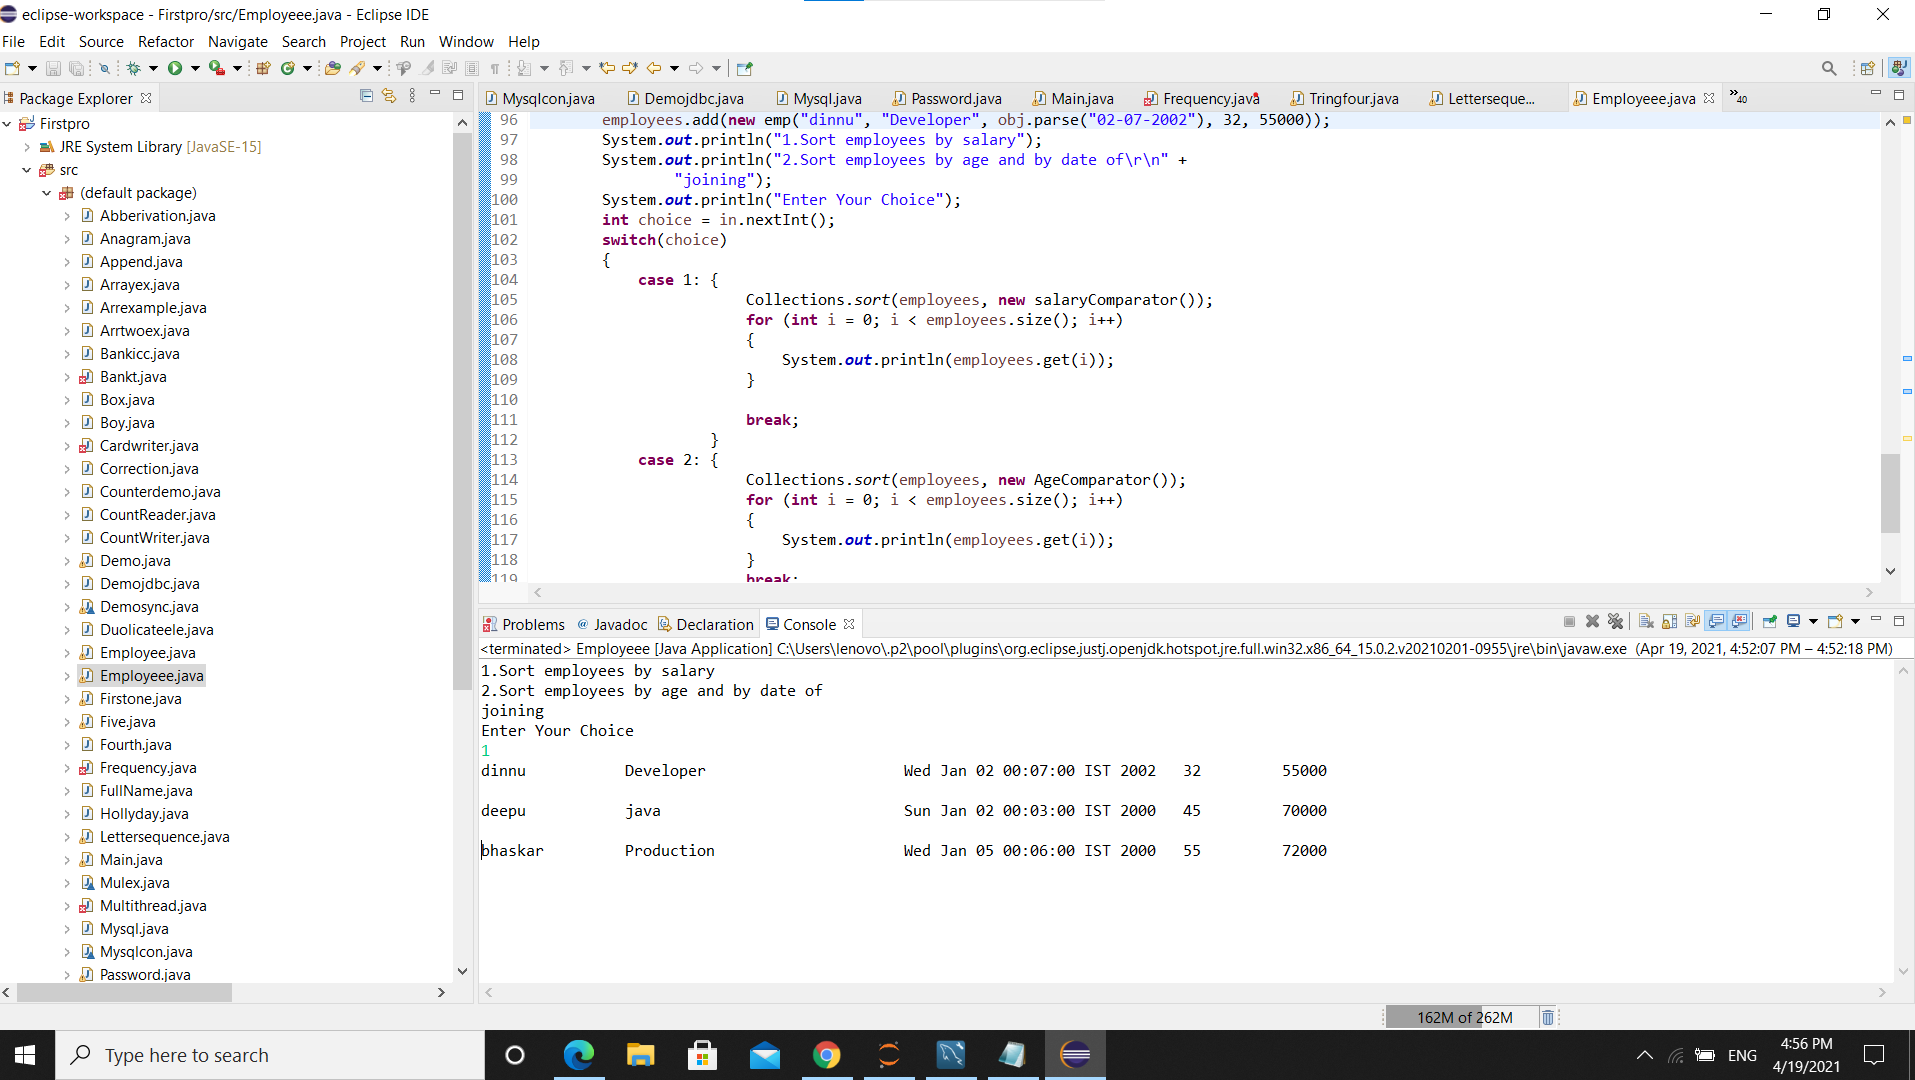 eclipse-workspace - Firstpro/src/Employeee.java - Eclipse IDE
File Edit Source Refactor Navigate Search Project Run Window Help
Package Explorer
Firstpro
JRE System Library [JavaSE-15]
src
(default package)
Abberivation.java
Anagram.java
Append.java
Arrayex.java
Arrexample.java
Arrtwoex.java
Bankicc.java
Bankt.java
Box.java
Boy.java
Cardwriter.java
Correction.java
Counterdemo.java
CountReader.java
CountWriter.java
Demo.java
Demojdbc.java
Demosync.java
Duolicateele.java
Employee.java
Employeee.java
Firstone.java
Five.java
Fourth.java
Frequency.java
FullName.java
Hollyday.java
Lettersequence.java
Main.java
Mulex.java
Multithread.java
Mysql.java
Mysqlcon.java
Password.java
Mysqlcon.java Demojdbc.java Mysql.java Password.java Main.java Frequency.java Tringfour.java Letterseque... Employeee.java »40
96 employees.add(new emp("dinnu", "Developer", obj.parse("02-07-2002"), 32, 55000));
97 System.out.println("1.Sort employees by salary");
98 System.out.println("2.Sort employees by age and by date of\r\n" +
99 "joining");
100 System.out.println("Enter Your Choice");
101 int choice = in.nextInt();
102 switch(choice)
103 {
104 case 1: {
105 Collections.sort(employees, new salaryComparator());
106 for (int i = 0; i < employees.size(); i++)
107 {
108 System.out.println(employees.get(i));
109 }
110
111 break;
112 }
113 case 2: {
114 Collections.sort(employees, new AgeComparator());
115 for (int i = 0; i < employees.size(); i++)
116 {
117 System.out.println(employees.get(i));
118 }
119 break;
Problems @ Javadoc Declaration Console
<terminated> Employeee [Java Application] C:\Users\lenovo\.p2\pool\plugins\org.eclipse.justj.openjdk.hotspot.jre.full.win32.x86_64_15.0.2.v20210201-0955\jre\bin\javaw.exe (Apr 19, 2021, 4:52:07 PM – 4:52:18 PM)
1.Sort employees by salary
2.Sort employees by age and by date of
joining
Enter Your Choice
1
dinnu Developer Wed Jan 02 00:07:00 IST 2002 32 55000
deepu java Sun Jan 02 00:03:00 IST 2000 45 70000
bhaskar Production Wed Jan 05 00:06:00 IST 2000 55 72000
162M of 262M
Type here to search
ENG
4:56 PM
4/19/2021